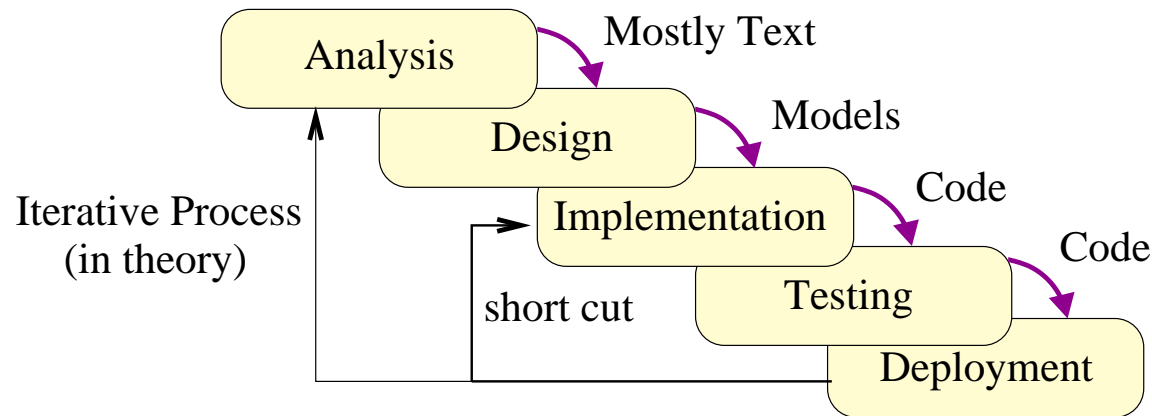 Mostly Text
Analysis
Models
Design
Code
Iterative Process
Implementation
(in theory)
Code
Testing
short cut
Deployment